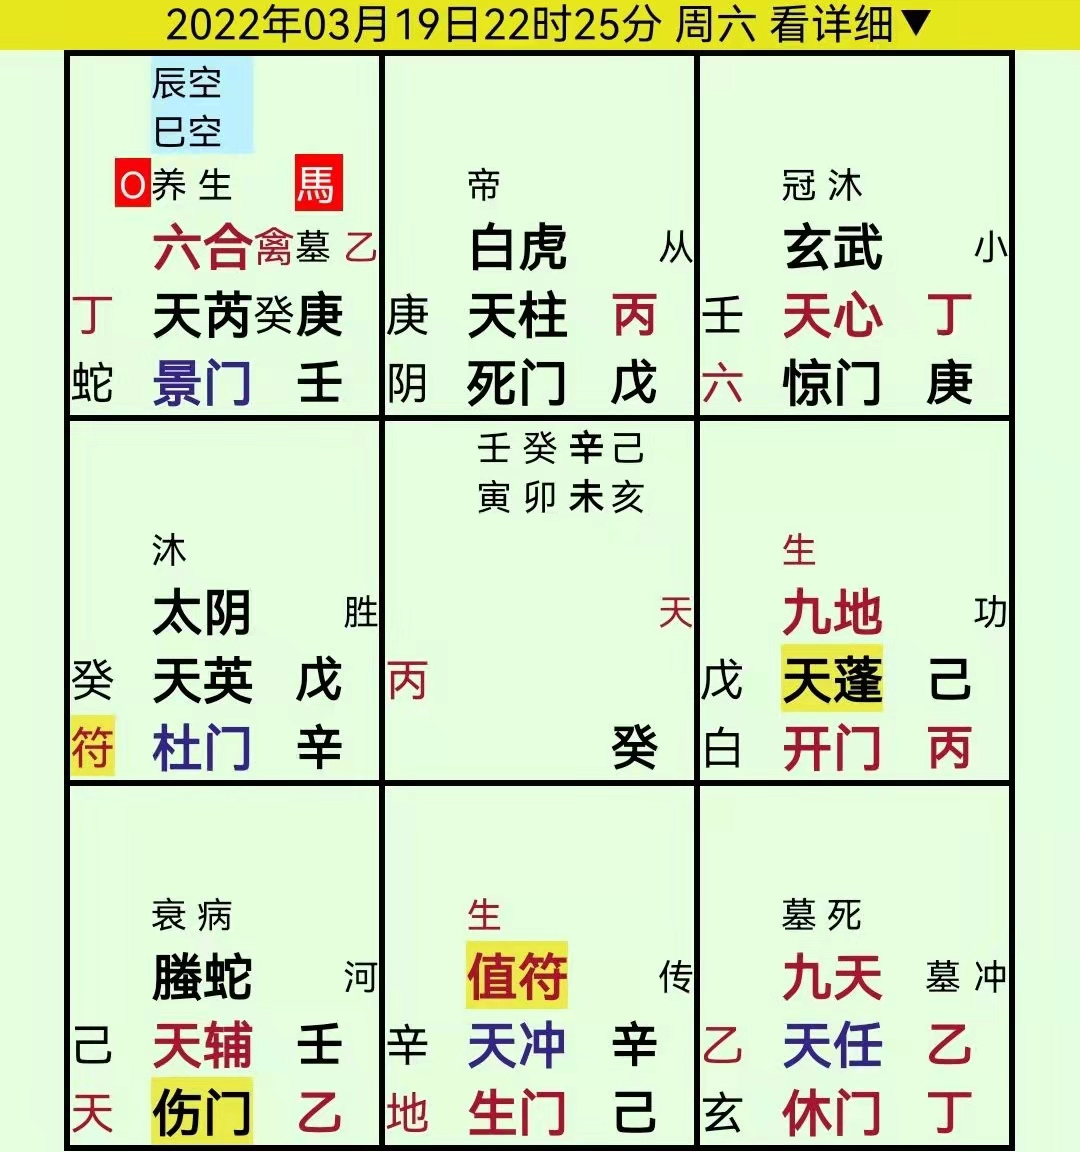 2022年03月19日22时25分 周六 看详细▼
辰空
巳空
O养 生 馬
六合禽墓 乙
丁 天芮癸庚
蛇 景门 壬
帝
白虎 从
庚 天柱 丙
阴 死门 戊
冠 沐
玄武 小
壬 天心 丁
六 惊门 庚
沐
太阴 胜
癸 天英 戊
符 杜门 辛
壬 癸 辛 己
寅 卯 未 亥
天
丙
癸
生
九地 功
戊 天蓬 己
白 开门 丙
衰 病
螣蛇 河
己 天辅 壬
天 伤门 乙
生
值符 传
辛 天冲 辛
地 生门 己
墓 死
九天 墓 冲
乙 天任 乙
玄 休门 丁